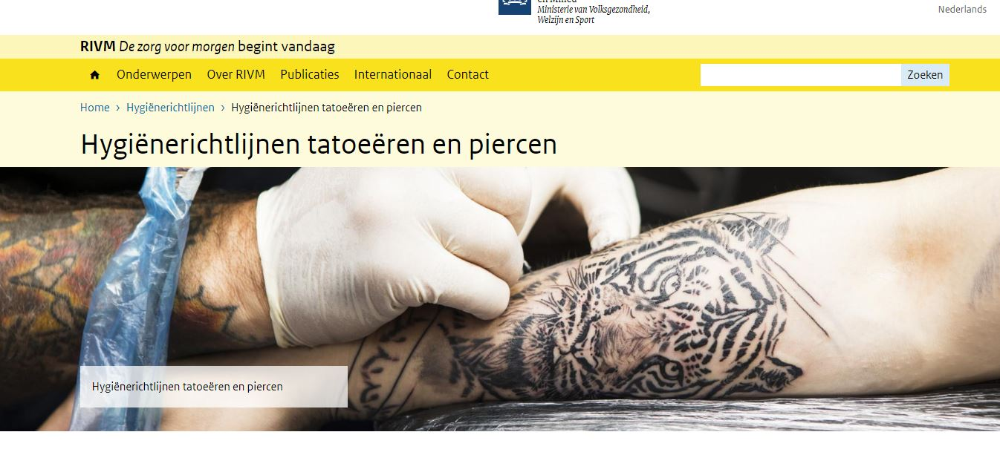 Ministerie van Volksgezondheid,
Welzijn en Sport
Nederlands
RIVM De zorg voor morgen begint vandaag
Onderwerpen Over RIVM Publicaties Internationaal Contact Zoeken
Home › Hygiënerichtlijnen › Hygiënerichtlijnen tatoeëren en piercen
Hygiënerichtlijnen tatoeëren en piercen
Hygiënerichtlijnen tatoeëren en piercen